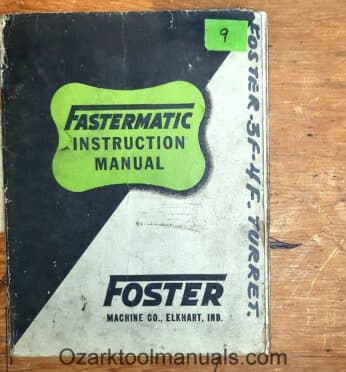 9
FASTERMATIC
INSTRUCTION
MANUAL
FOSTER-3F-4F-TURRET.
FOSTER
MACHINE CO., ELKHART, IND.
Ozarktoolmanuals.com